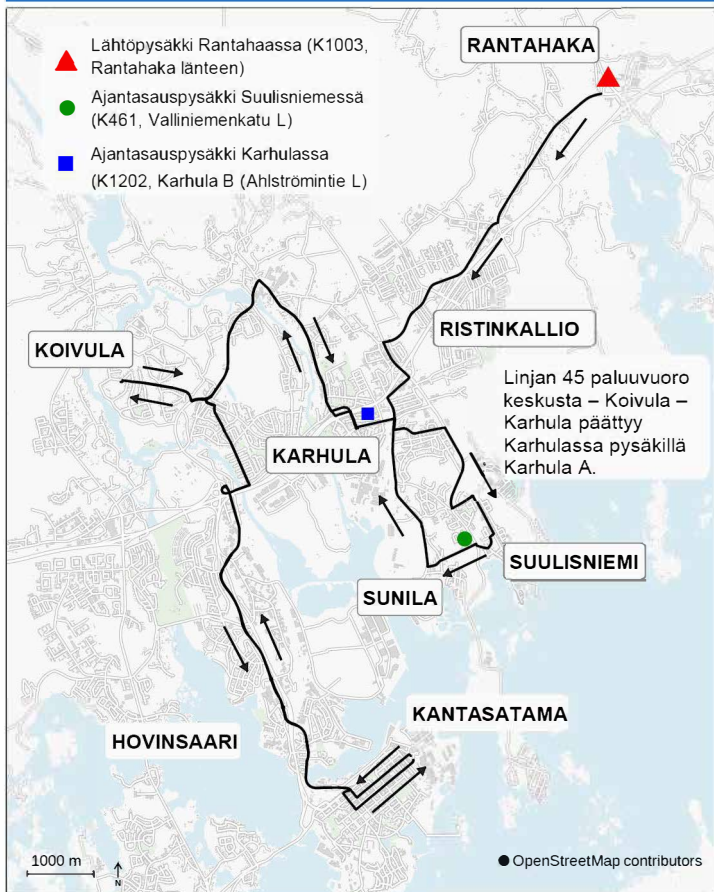 Lähtöpysäkki Rantahaassa (K1003,
Rantahaka länteen)
Ajantasauspysäkki Suulisniemessä
(K461, Valliniemenkatu L)
Ajantasauspysäkki Karhulassa
(K1202, Karhula B (Ahlströmintie L)
RANTAHAKA
RISTINKALLIO
KOIVULA
Linjan 45 paluuvuoro
keskusta – Koivula –
Karhula päättyy
Karhulassa pysäkillä
Karhula A.
KARHULA
SUULISNIEMI
SUNILA
KANTASATAMA
HOVINSAARI
1000 m
N
OpenStreetMap contributors